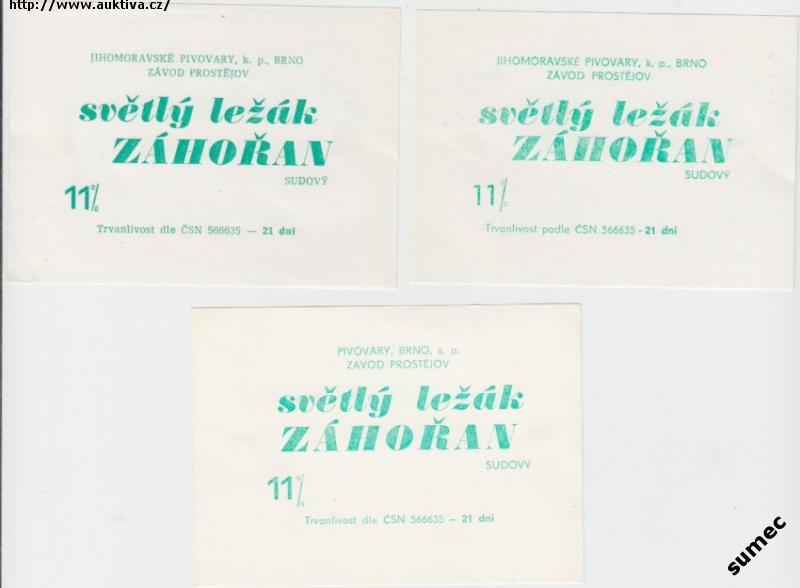 http://www.auktiva.cz/
JIHOMORAVSKÉ PIVOVARY, k. p., BRNO
ZÁVOD PROSTĚJOV
světlý ležák
ZÁHOŘAN
SUDOVÝ
11%
Trvanlivost dle ČSN 566635 — 21 dní
JIHOMORAVSKÉ PIVOVARY, k. p., BRNO
ZÁVOD PROSTĚJOV
světlý ležák
ZÁHOŘAN
SUDOVÝ
11%
Trvanlivost podle ČSN 566635 - 21 dní
PIVOVARY, BRNO, s. p.
ZÁVOD PROSTĚJOV
světlý ležák
ZÁHOŘAN
SUDOVÝ
11%
Trvanlivost dle ČSN 566635 – 21 dní
sumec